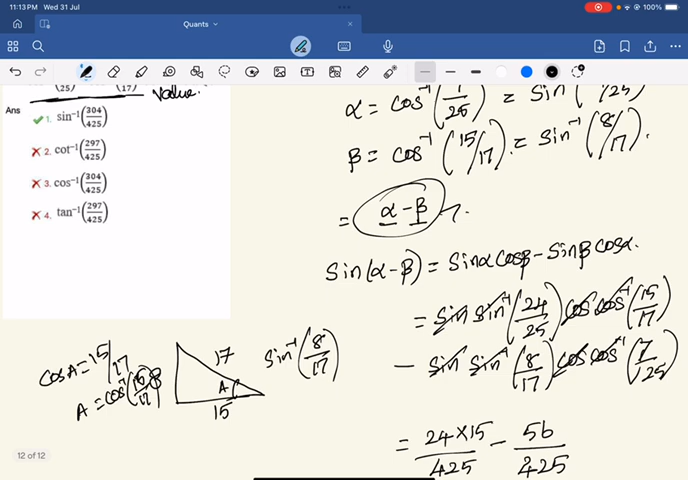 11:13 PM Wed 31 Jul
100%
Quants
(25) (17) Value.
Ans
1. sin⁻¹(304/425)
2. cot⁻¹(297/425)
3. cos⁻¹(304/425)
4. tan⁻¹(297/425)
α = cos⁻¹(7/25) = Sin⁻¹(/25)
β = cos⁻¹(15/17) = Sin⁻¹(8/17).
= α - β
Sin(α-β) = Sinα cosβ - Sinβ cosα.
= Sin Sin⁻¹(24/25) cos cos⁻¹(15/17)
- Sin Sin⁻¹(8/17) cos cos⁻¹(7/25)
= 24×15/425 - 56/425
17
Sin⁻¹(8/17)
cosA = 15/17
A = cos⁻¹(15/17)
8
A
15
12 of 12